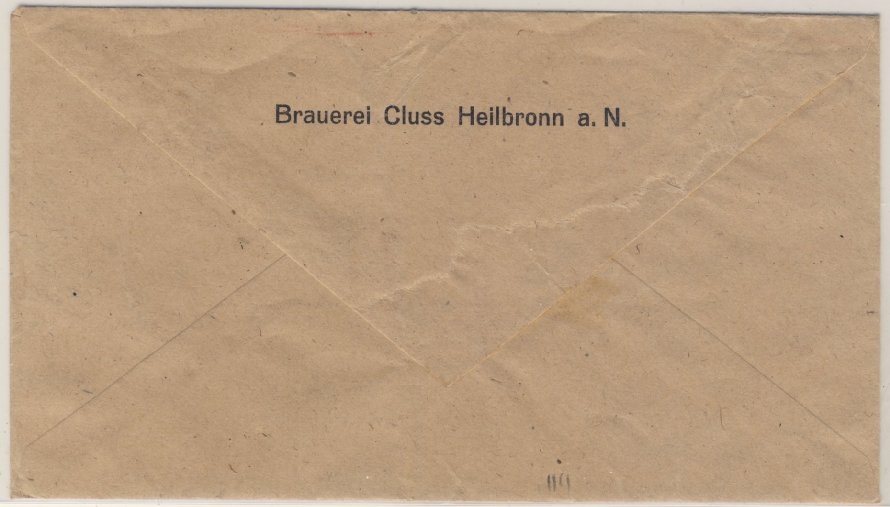 Brauerei Cluss Heilbronn a. N.